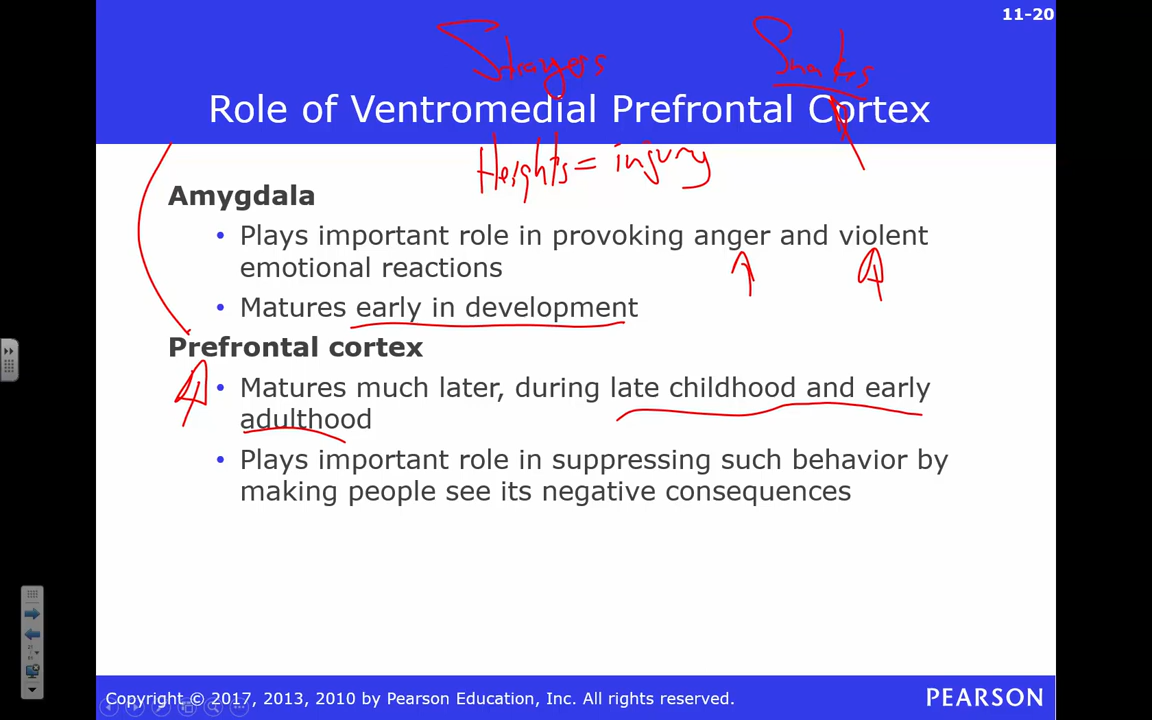 11-20
Snakes
Role of Ventromedial Prefrontal Cortex
Heights = injury
Amygdala
• Plays important role in provoking anger and violent
emotional reactions
• Matures early in development
Prefrontal cortex
• Matures much later, during late childhood and early
adulthood
• Plays important role in suppressing such behavior by
making people see its negative consequences
Copyright © 2017, 2013, 2010 by Pearson Education, Inc. All rights reserved.
PEARSON